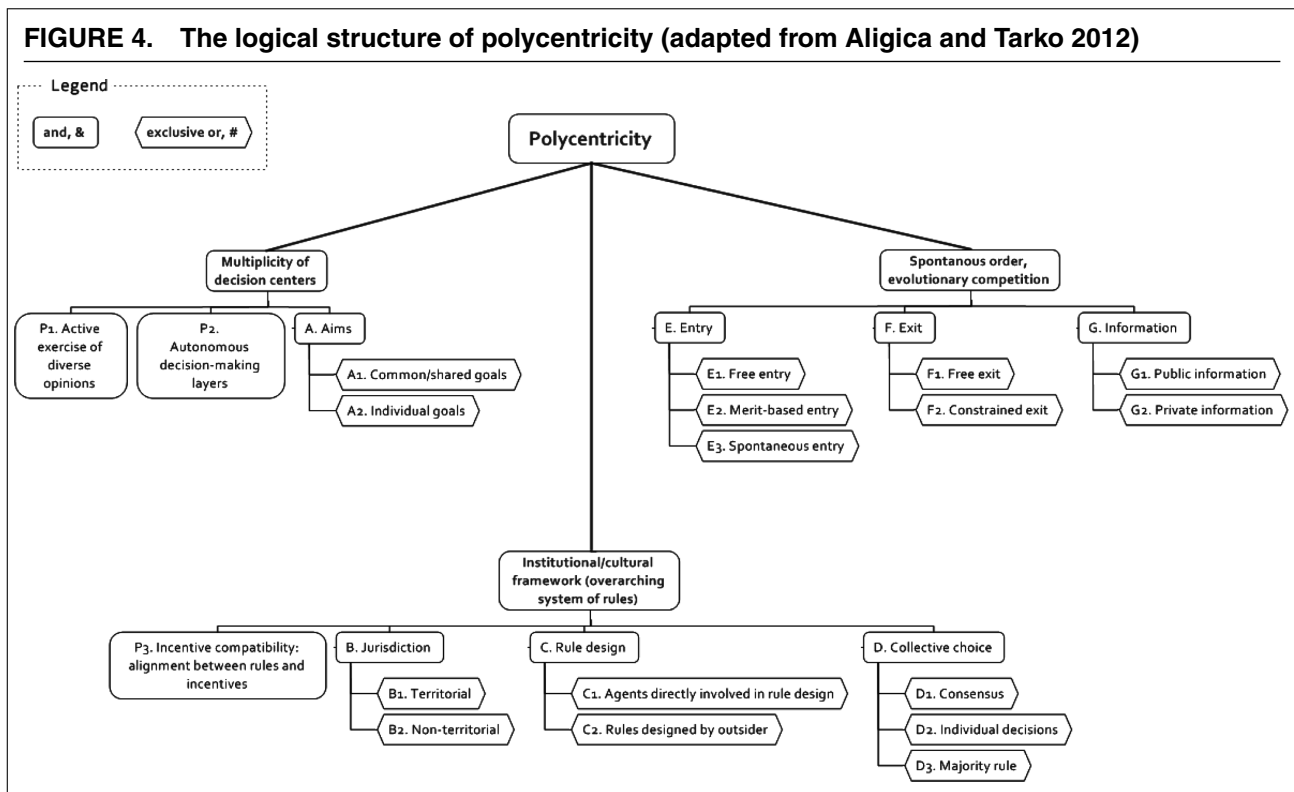 FIGURE 4. The logical structure of polycentricity (adapted from Aligica and Tarko 2012)
Legend
and, &
exclusive or, #
Polycentricity
Multiplicity of
decision centers
P1. Active
exercise of
diverse
opinions
P2.
Autonomous
decision-making
layers
A. Aims
A1. Common/shared goals
A2. Individual goals
Spontanous order,
evolutionary competition
E. Entry
E1. Free entry
E2. Merit-based entry
E3. Spontaneous entry
F. Exit
F1. Free exit
F2. Constrained exit
G. Information
G1. Public information
G2. Private information
Institutional/cultural
framework (overarching
system of rules)
P3. Incentive compatibility:
alignment between rules and
incentives
B. Jurisdiction
B1. Territorial
B2. Non-territorial
C. Rule design
C1. Agents directly involved in rule design
C2. Rules designed by outsider
D. Collective choice
D1. Consensus
D2. Individual decisions
D3. Majority rule